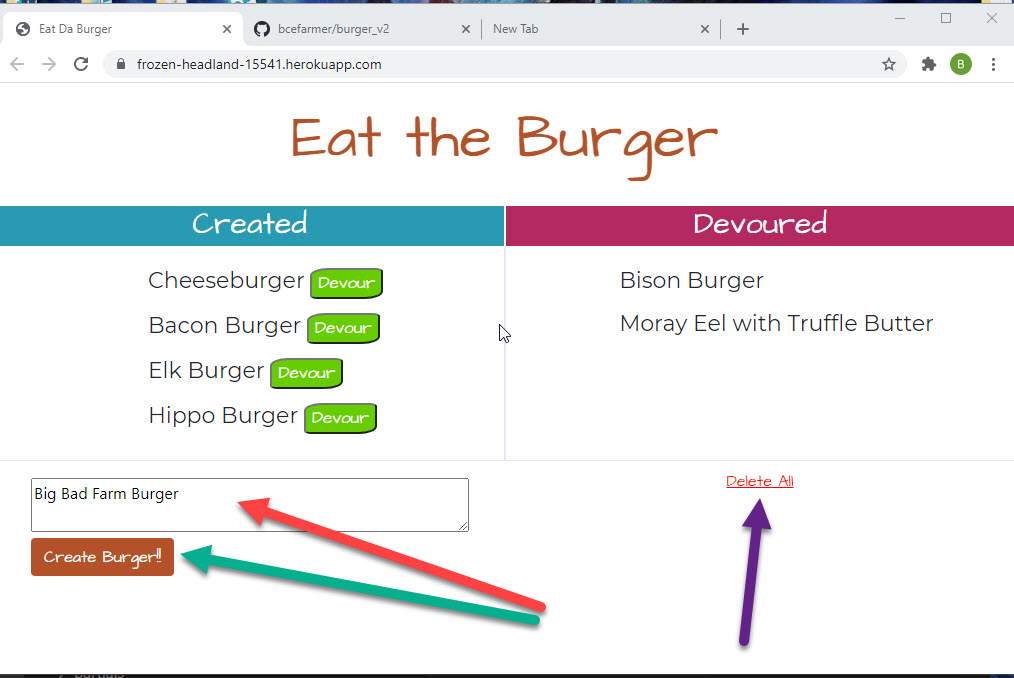 Eat Da Burger
bcefarmer/burger_v2
New Tab
frozen-headland-15541.herokuapp.com
B
Eat the Burger
Created
Devoured
Cheeseburger Devour
Bacon Burger Devour
Elk Burger Devour
Hippo Burger Devour
Bison Burger
Moray Eel with Truffle Butter
Big Bad Farm Burger
Create Burger!!
Delete All